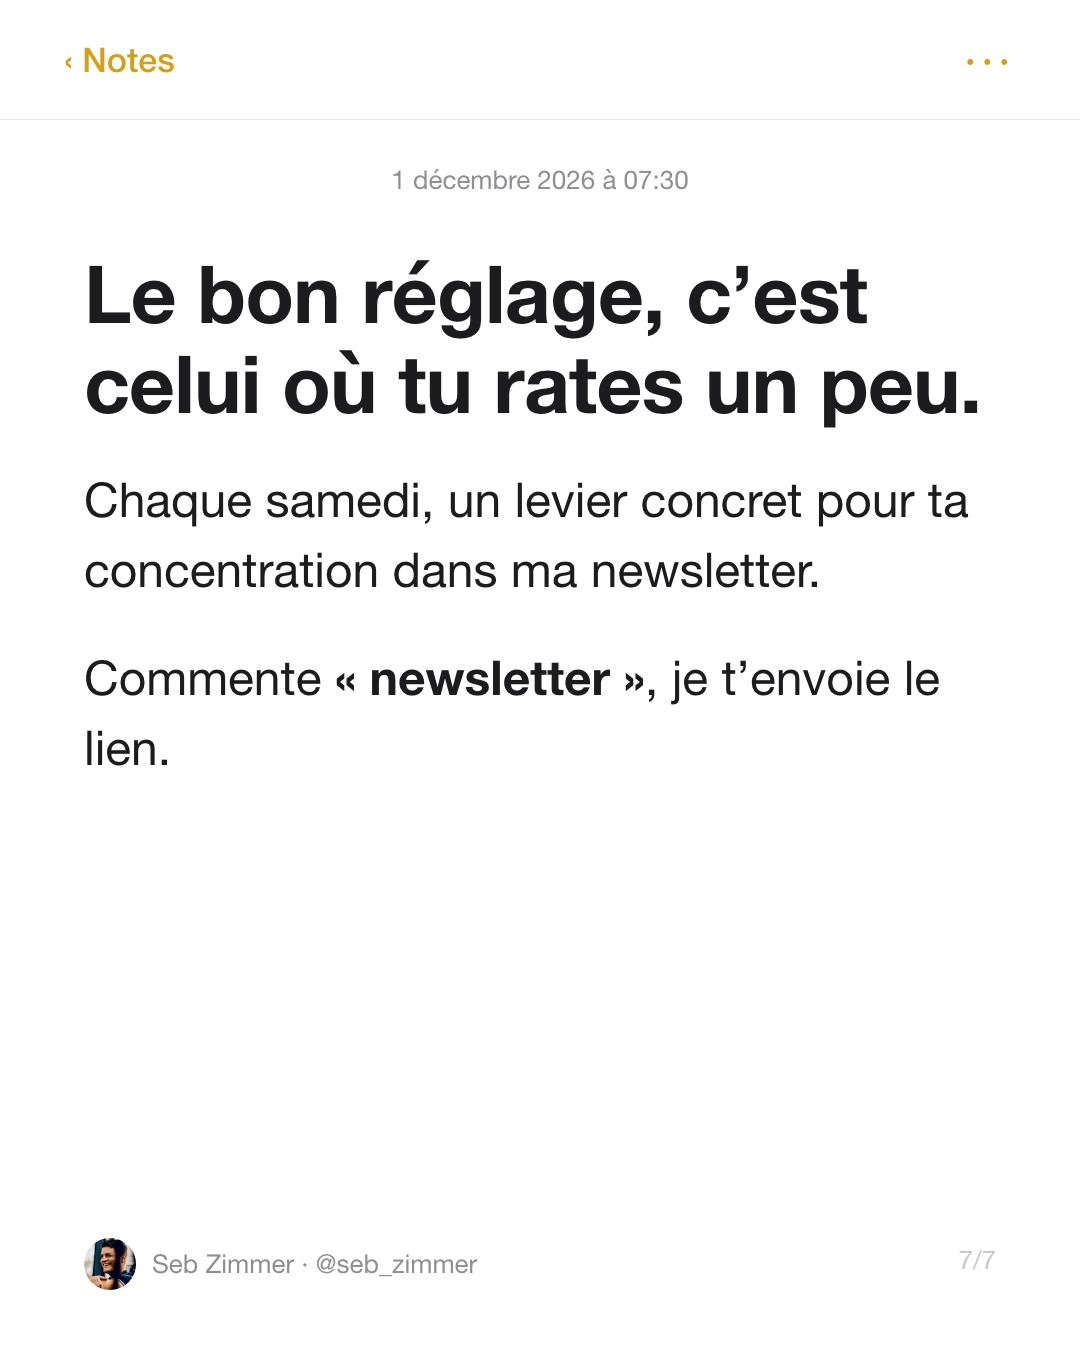 ‹ Notes
...
1 décembre 2026 à 07:30
Le bon réglage, c’est
celui où tu rates un peu.
Chaque samedi, un levier concret pour ta
concentration dans ma newsletter.
Commente « newsletter », je t’envoie le
lien.
Seb Zimmer · @seb_zimmer
7/7